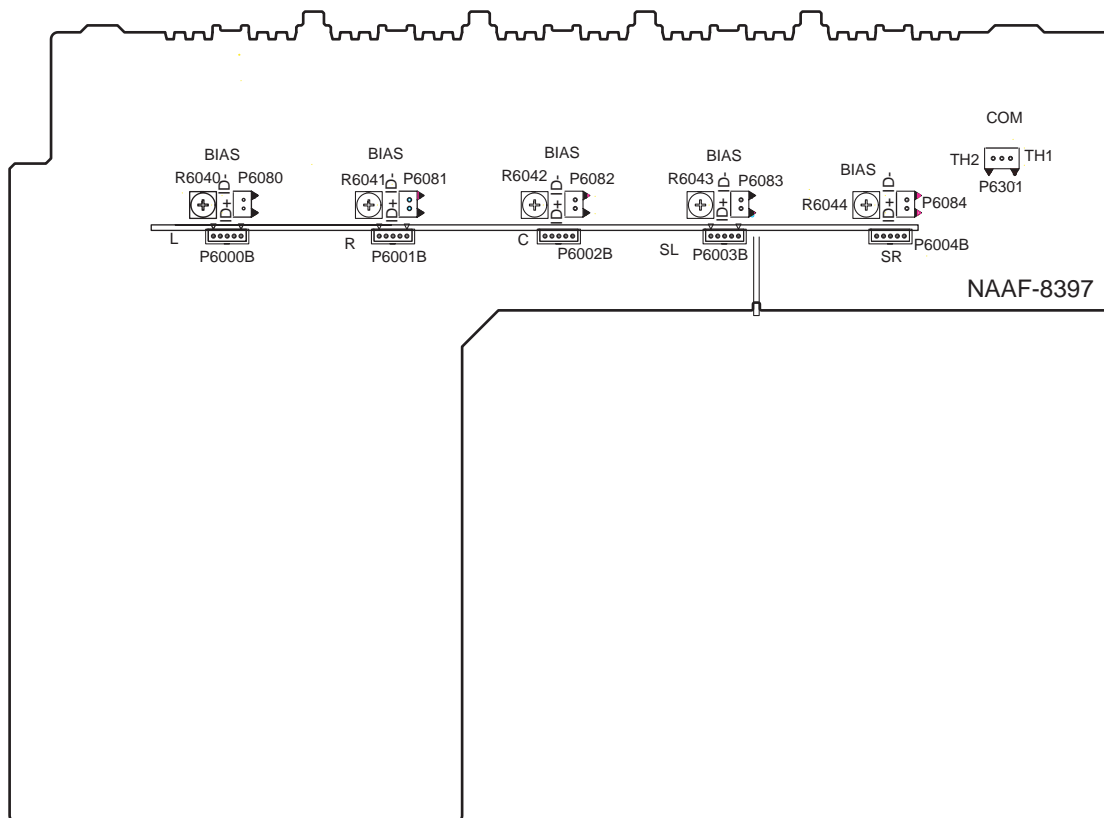 COM
BIAS
BIAS
BIAS
BIAS
TH2
TH1
BIAS
R6040
P6080
R6041
P6081
R6042
P6082
R6043
P6083
P6301
R6044
P6084
L
R
C
SL
P6000B
P6001B
P6002B
P6003B
SR
P6004B
NAAF-8397